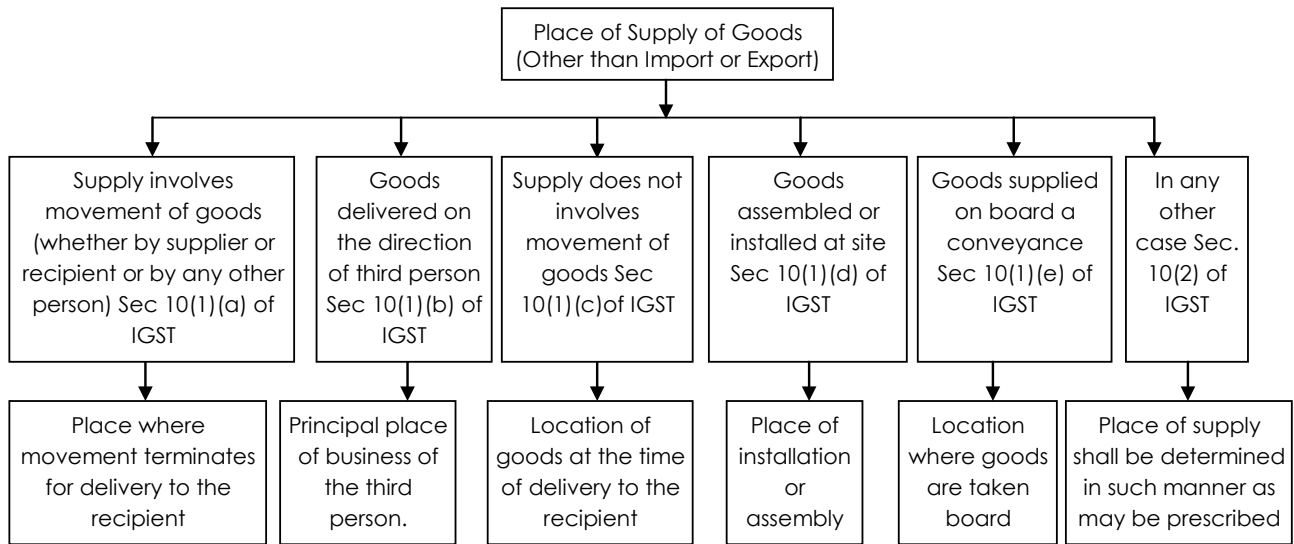 Place of Supply of Goods
(Other than Import or Export)
Supply involves
movement of goods
(whether by supplier or
recipient or by any other
person) Sec 10(1)(a) of
IGST
Goods
delivered on
the direction
of third person
Sec 10(1)(b) of
IGST
Supply does not
involves
movement of
goods Sec
10(1)(c)of IGST
Goods
assembled or
installed at site
Sec 10(1)(d) of
IGST
Goods supplied
on board a
conveyance
Sec 10(1)(e) of
IGST
In any
other
case Sec.
10(2) of
IGST
Place where
movement terminates
for delivery to the
recipient
Principal place
of business of
the third
person.
Location of
goods at the time
of delivery to the
recipient
Place of
installation
or
assembly
Location
where goods
are taken
board
Place of supply
shall be determined
in such manner as
may be prescribed